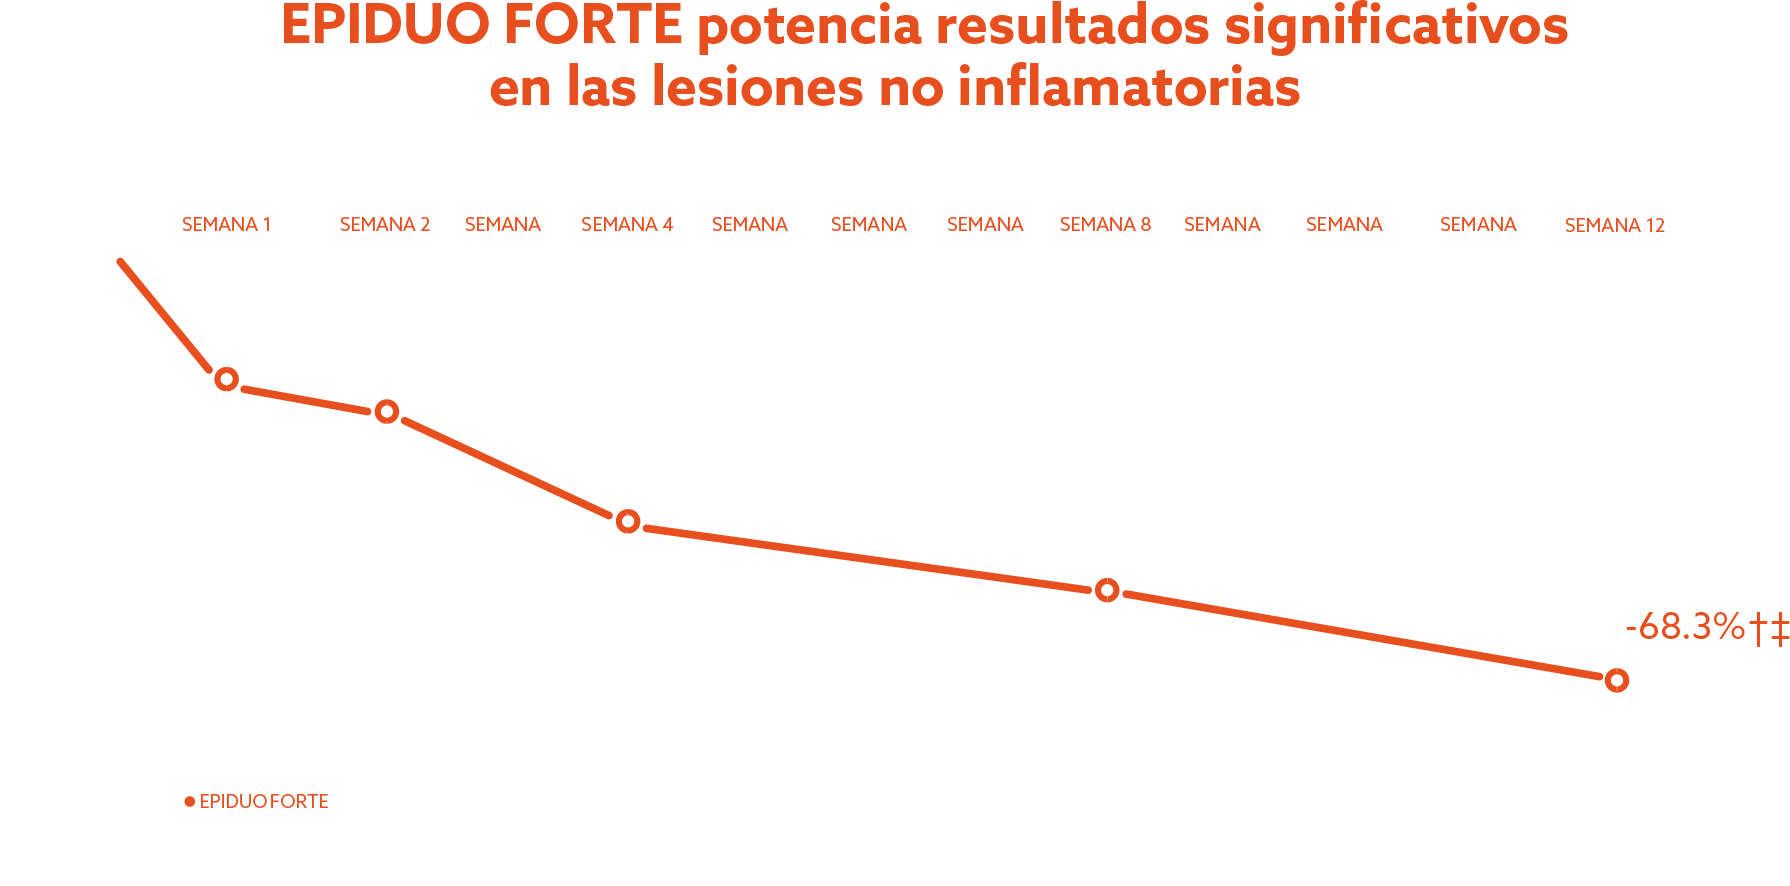 EPIDUO FORTE potencia resultados significativos
en las lesiones no inflamatorias
SEMANA 1 SEMANA 2 SEMANA SEMANA 4 SEMANA SEMANA SEMANA SEMANA 8 SEMANA SEMANA SEMANA SEMANA 12
-68.3%†‡
EPIDUO FORTE